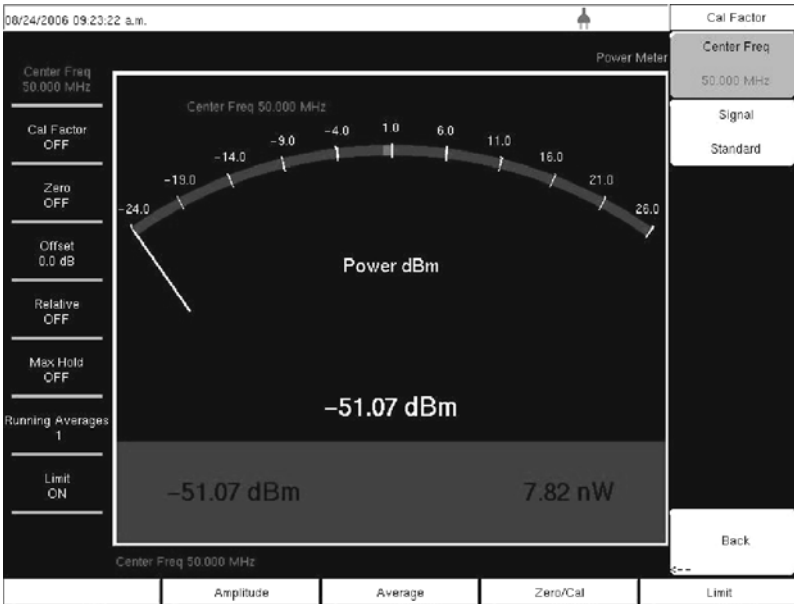 08/24/2006 09:23:22 a.m.
Cal Factor
Center Freq
50.000 MHz
Signal
Standard
Back
<--
Power Meter
Center Freq
50.000 MHz
Cal Factor
OFF
Zero
OFF
Offset
0.0 dB
Relative
OFF
Max Hold
OFF
Running Averages
1
Limit
ON
Center Freq 50.000 MHz
-24.0 -19.0 -14.0 -9.0 -4.0 1.0 6.0 11.0 16.0 21.0 26.0
Power dBm
-51.07 dBm
-51.07 dBm 7.82 nW
Center Freq 50.000 MHz
Amplitude Average Zero/Cal Limit